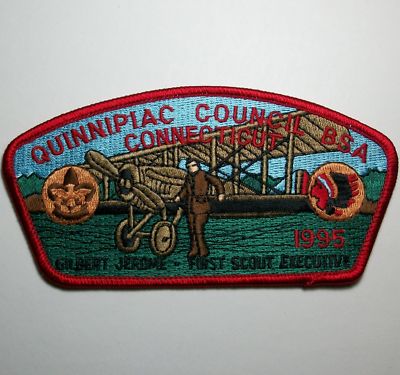 QUINNIPIAC COUNCIL BSA
CONNECTICUT
1995
GILBERT JEROME - FIRST SCOUT EXECUTIVE